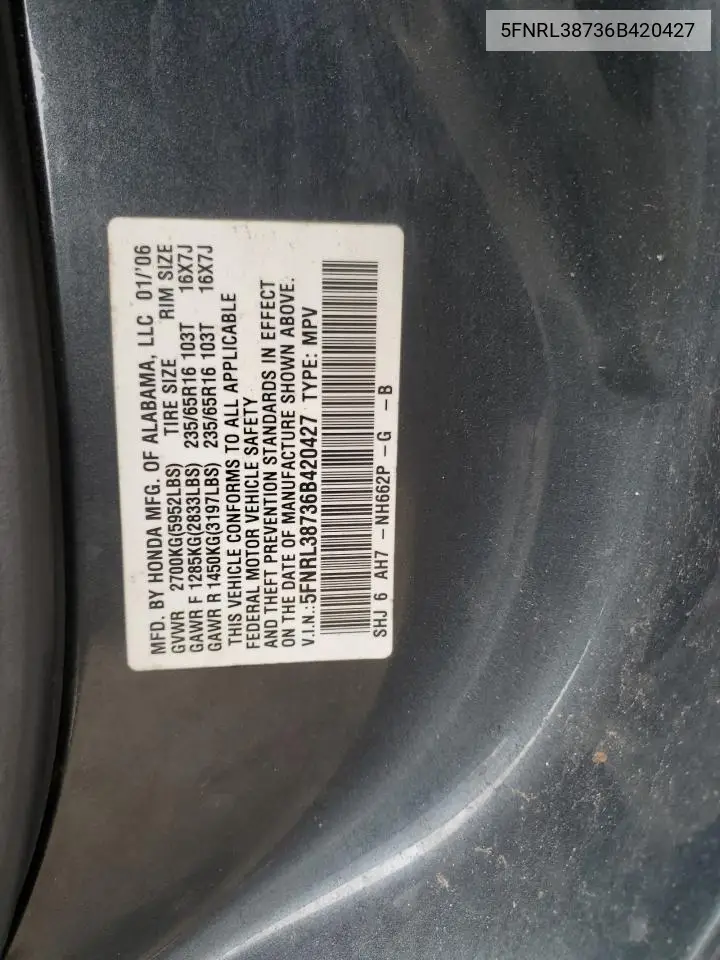 5FNRL38736B420427
MFD. BY HONDA MFG. OF ALABAMA, LLC 01/'06
GVWR 2700KG(5952LBS) TIRE SIZE RIM SIZE
GAWR F 1285KG(2833LBS) 235/65R16 103T 16X7J
GAWR R 1450KG(3197LBS) 235/65R16 103T 16X7J
THIS VEHICLE CONFORMS TO ALL APPLICABLE
FEDERAL MOTOR VEHICLE SAFETY
AND THEFT PREVENTION STANDARDS IN EFFECT
ON THE DATE OF MANUFACTURE SHOWN ABOVE.
V.I.N.:5FNRL38736B420427 TYPE: MPV
SHJ 6 AH7 -NH662P -G -B